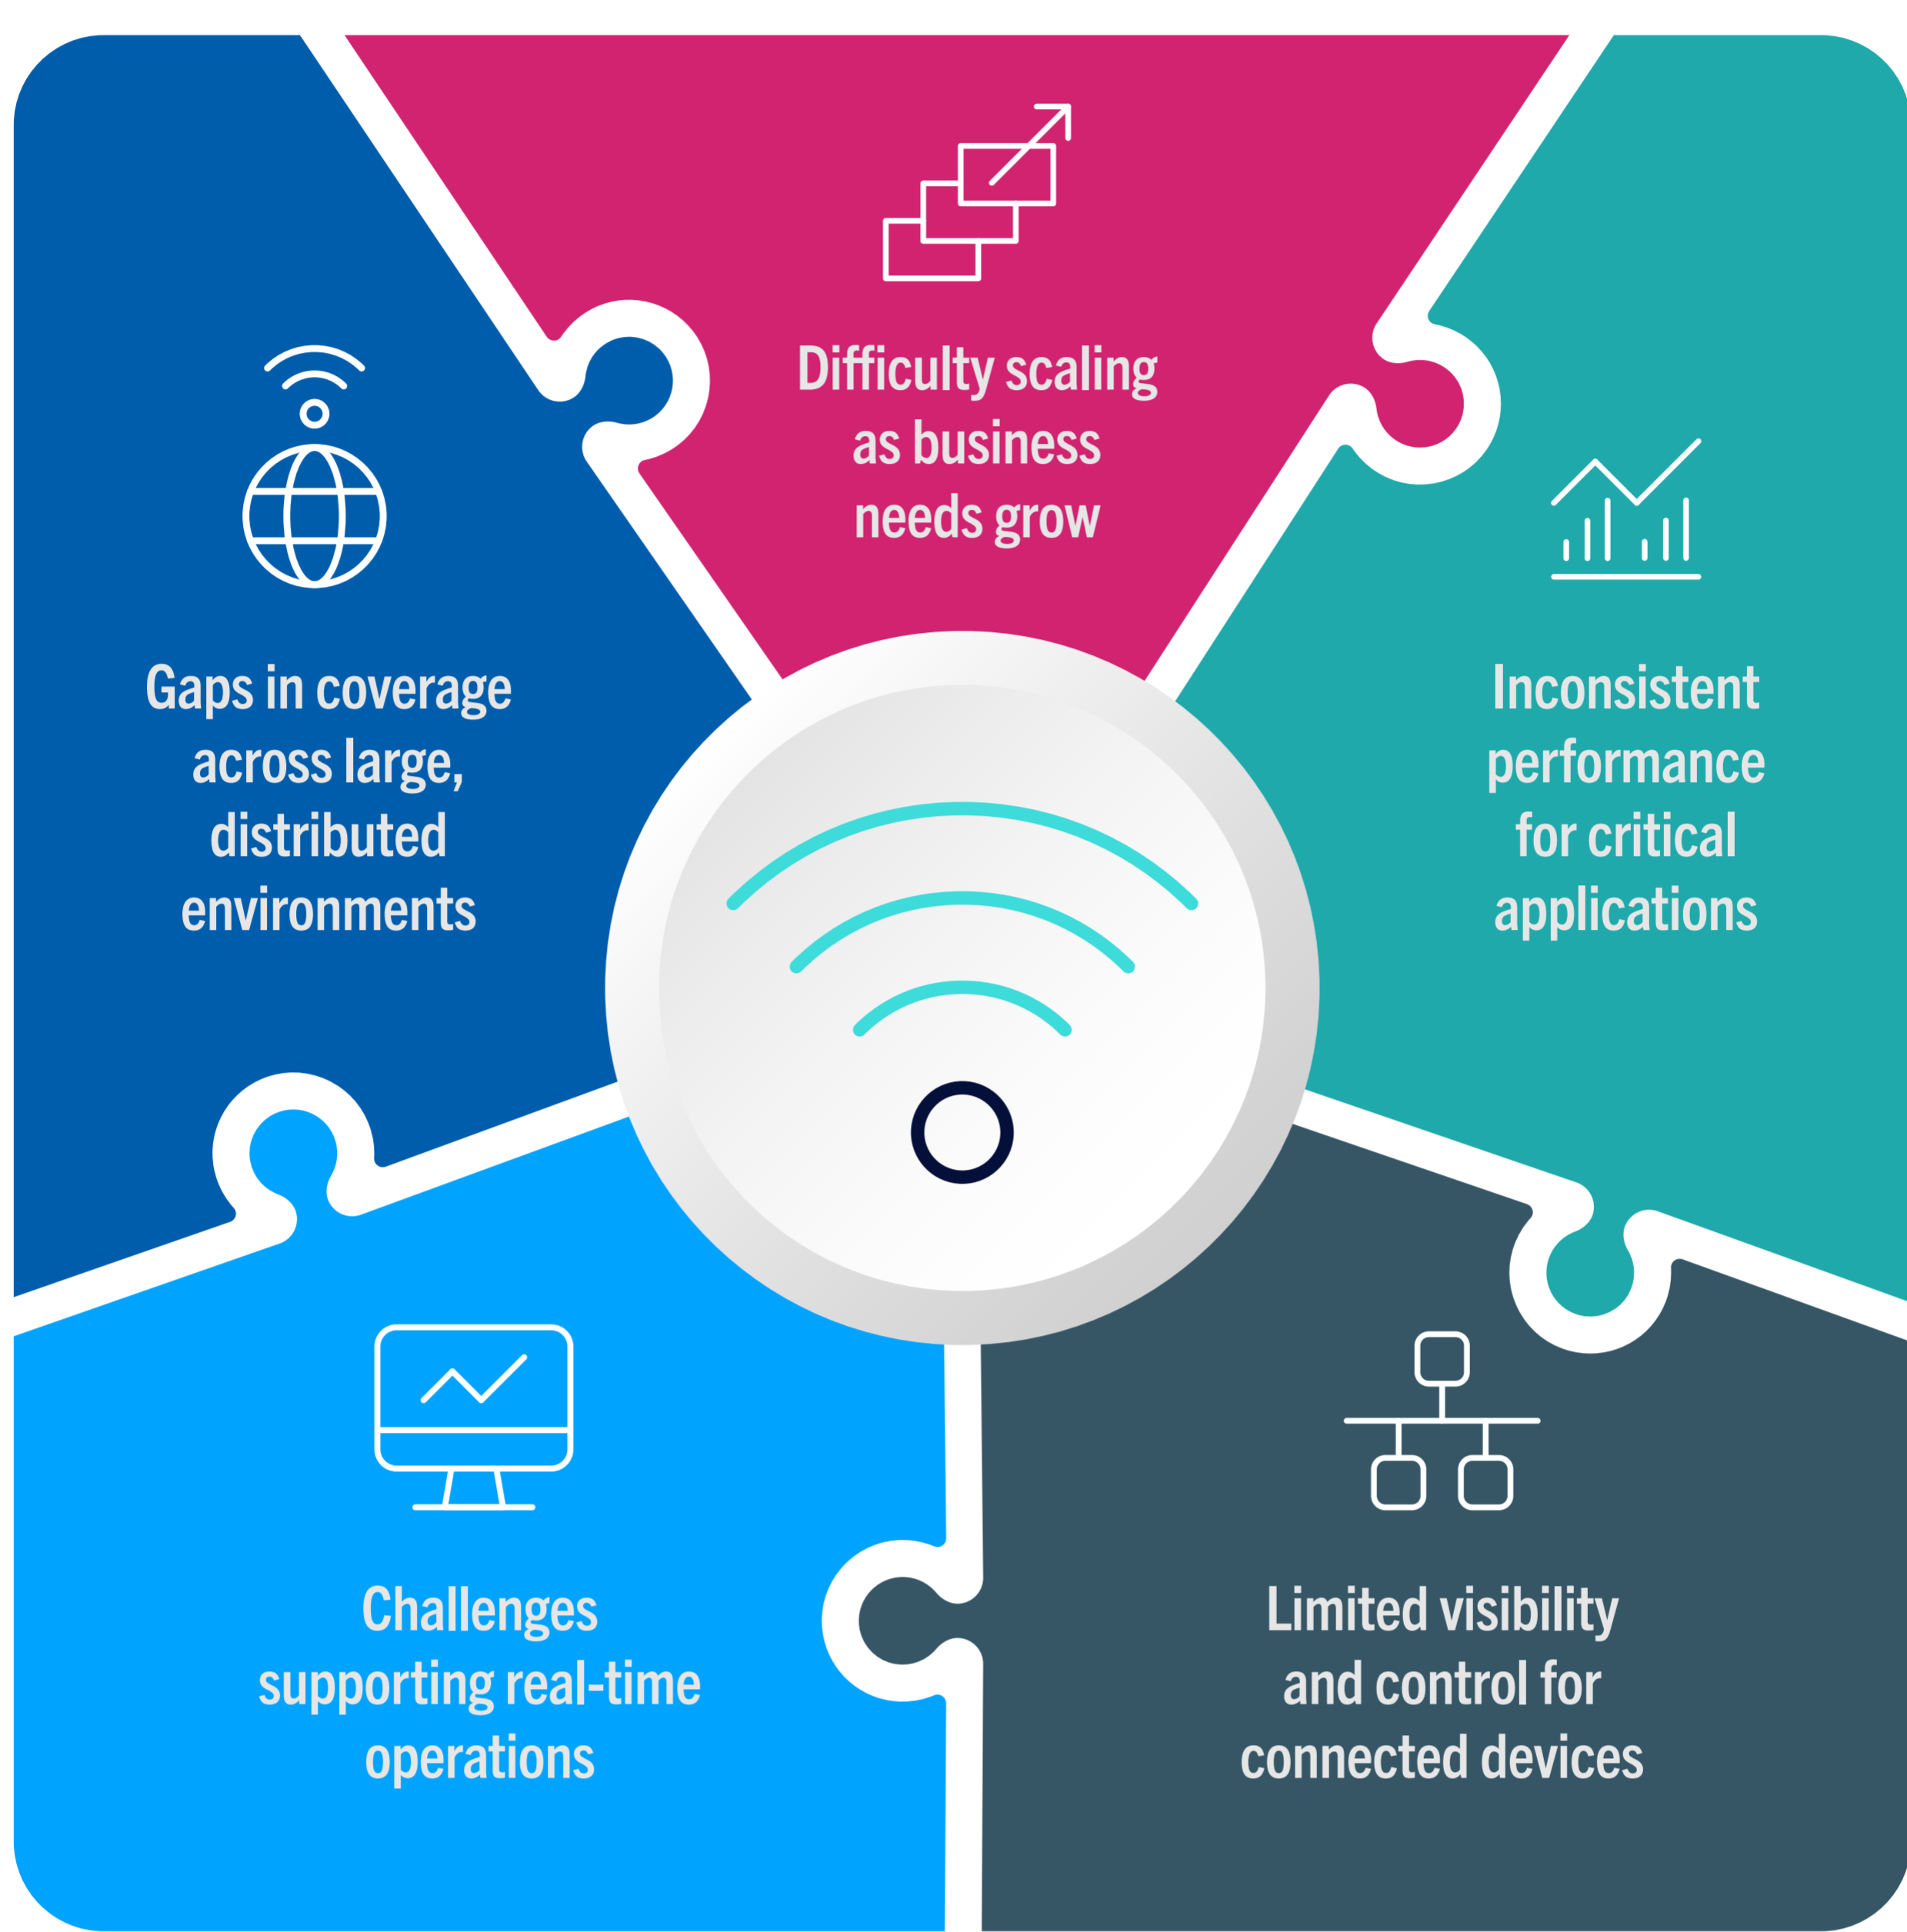 Difficulty scaling
as business
needs grow
Gaps in coverage
across large,
distributed
environments
Inconsistent
performance
for critical
applications
Challenges
supporting real-time
operations
Limited visibility
and control for
connected devices